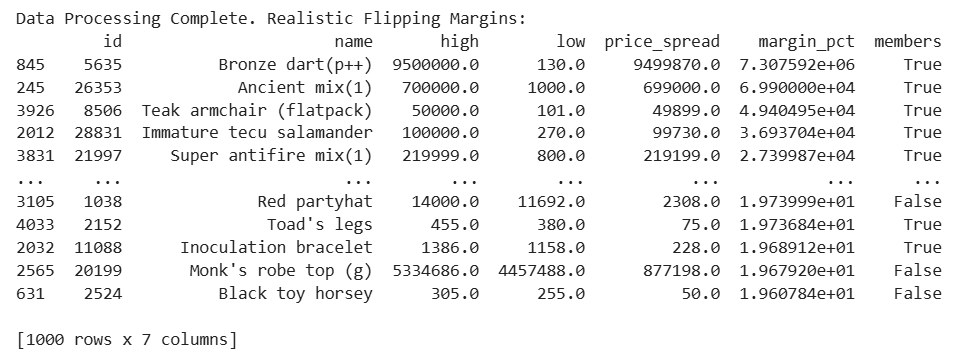 Data Processing Complete. Realistic Flipping Margins:
id name high low price_spread margin_pct members
845 5635 Bronze dart(p++) 9500000.0 130.0 9499870.0 7.307592e+06 True
245 26353 Ancient mix(1) 700000.0 1000.0 699000.0 6.990000e+04 True
3926 8506 Teak armchair (flatpack) 50000.0 101.0 49899.0 4.940495e+04 True
2012 28831 Immature tecu salamander 100000.0 270.0 99730.0 3.693704e+04 True
3831 21997 Super antifire mix(1) 219999.0 800.0 219199.0 2.739987e+04 True
... ... ... ... ... ... ... ...
3105 1038 Red partyhat 14000.0 11692.0 2308.0 1.973999e+01 False
4033 2152 Toad's legs 455.0 380.0 75.0 1.973684e+01 True
2032 11088 Inoculation bracelet 1386.0 1158.0 228.0 1.968912e+01 True
2565 20199 Monk's robe top (g) 5334686.0 4457488.0 877198.0 1.967920e+01 False
631 2524 Black toy horsey 305.0 255.0 50.0 1.960784e+01 False
[1000 rows x 7 columns]